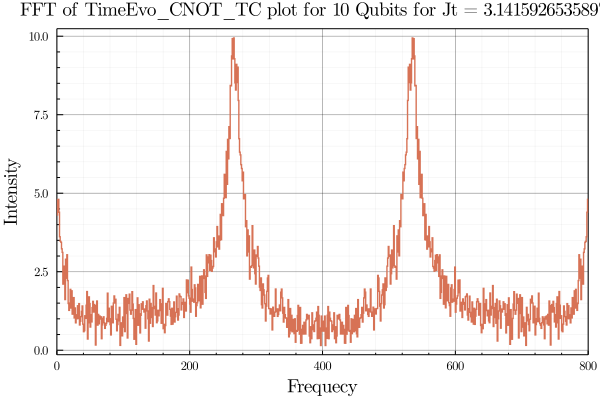 FFT of TimeEvo_CNOT_TC plot for 10 Qubits for Jt = 3.141592653589
10.0
7.5
5.0
2.5
0.0
Intensity
0 200 400 600 800
Frequecy